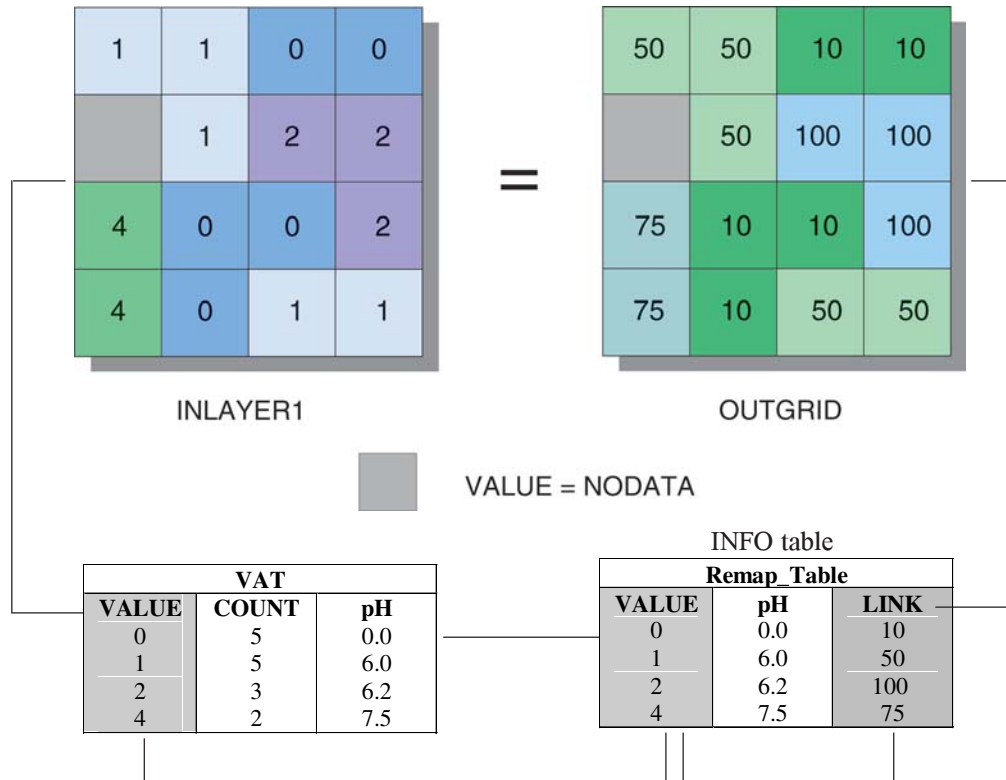 1 1 0 0
1 2 2
4 0 0 2
4 0 1 1
INLAYER1
=
50 50 10 10
50 100 100
75 10 10 100
75 10 50 50
OUTGRID
VALUE = NODATA
VAT
VALUE COUNT pH
0 5 0.0
1 5 6.0
2 3 6.2
4 2 7.5
INFO table
Remap_Table
VALUE pH LINK
0 0.0 10
1 6.0 50
2 6.2 100
4 7.5 75